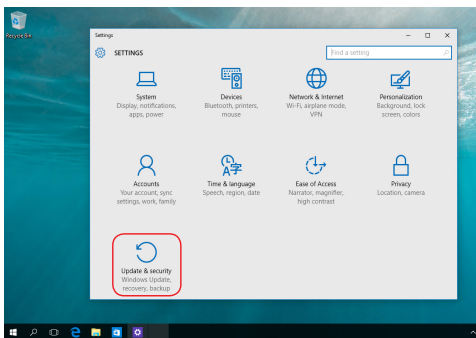 Recycle Bin
Settings
SETTINGS
Find a setting
System
Display, notifications,
apps, power
Devices
Bluetooth, printers,
mouse
Network & Internet
Wi-Fi, airplane mode,
VPN
Personalization
Background, lock
screen, colors
Accounts
Your account, sync
settings, work, family
Time & language
Speech, region, date
Ease of Access
Narrator, magnifier,
high contrast
Privacy
Location, camera
Update & security
Windows Update,
recovery, backup